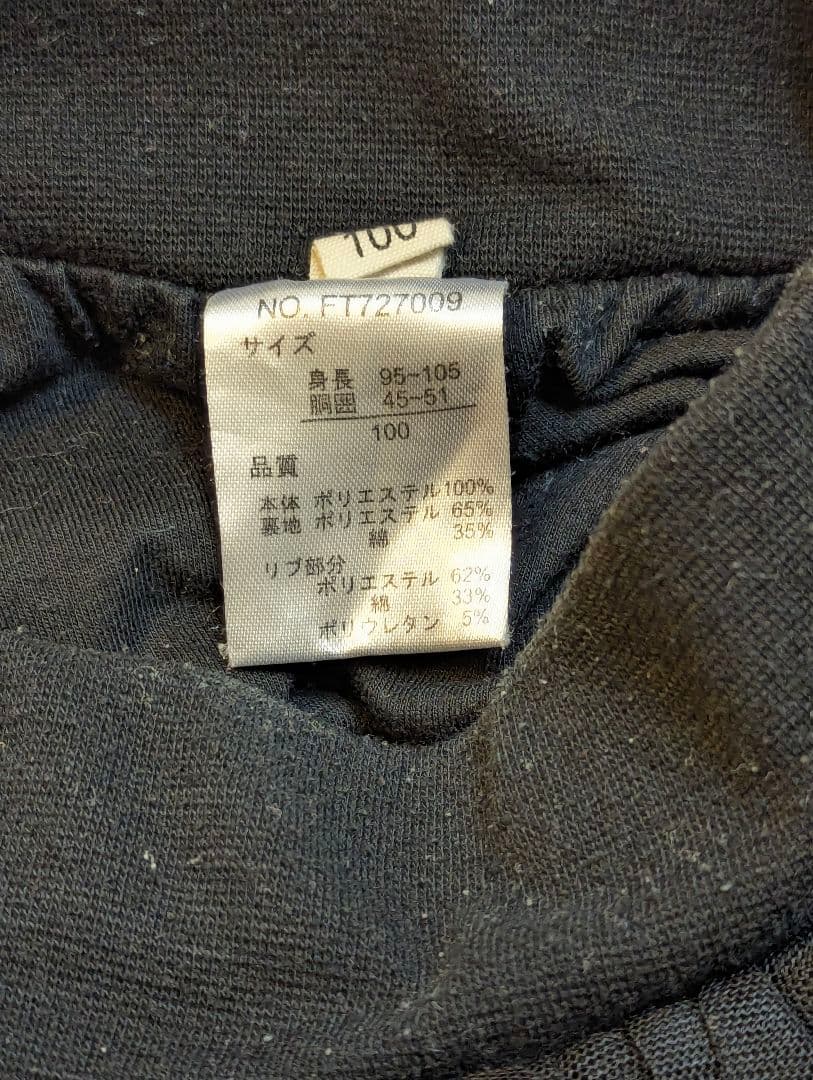 100
NO. FT727009
サイズ
身長 95~105
胴囲 45~51
100
品質
本体 ポリエステル100%
裏地 ポリエステル 65%
綿 35%
リブ部分
ポリエステル 62%
綿 33%
ポリウレタン 5%